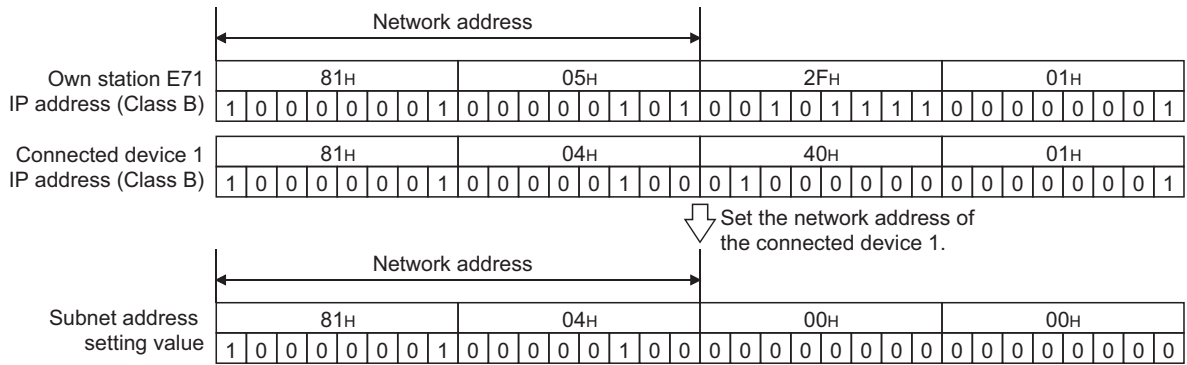 Network address
Own station E71
IP address (Class B)
81H 05H 2FH 01H
1 0 0 0 0 0 0 1 0 0 0 0 0 1 0 1 0 0 1 0 1 1 1 1 0 0 0 0 0 0 0 1
Connected device 1
IP address (Class B)
81H 04H 40H 01H
1 0 0 0 0 0 0 1 0 0 0 0 0 1 0 0 0 1 0 0 0 0 0 0 0 0 0 0 0 0 0 1
Set the network address of
the connected device 1.
Network address
Subnet address
setting value
81H 04H 00H 00H
1 0 0 0 0 0 0 1 0 0 0 0 0 1 0 0 0 0 0 0 0 0 0 0 0 0 0 0 0 0 0 0